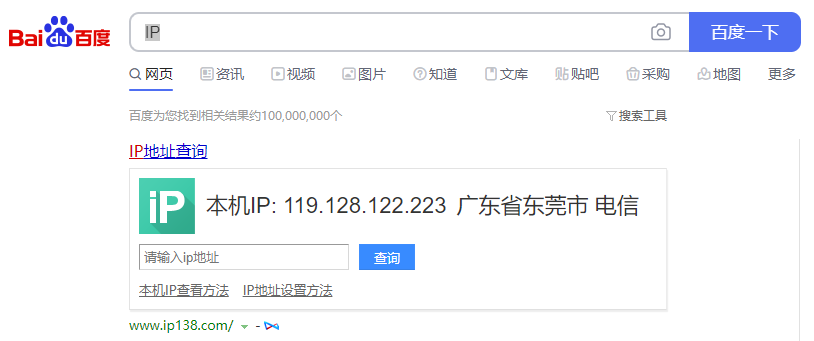 Bai du 百度 IP 百度一下
网页 资讯 视频 图片 知道 文库 贴吧 采购 地图 更多
百度为您找到相关结果约100,000,000个 搜索工具
IP地址查询
iP 本机IP: 119.128.122.223 广东省东莞市 电信
请输入ip地址 查询
本机IP查看方法 IP地址设置方法
www.ip138.com/ -